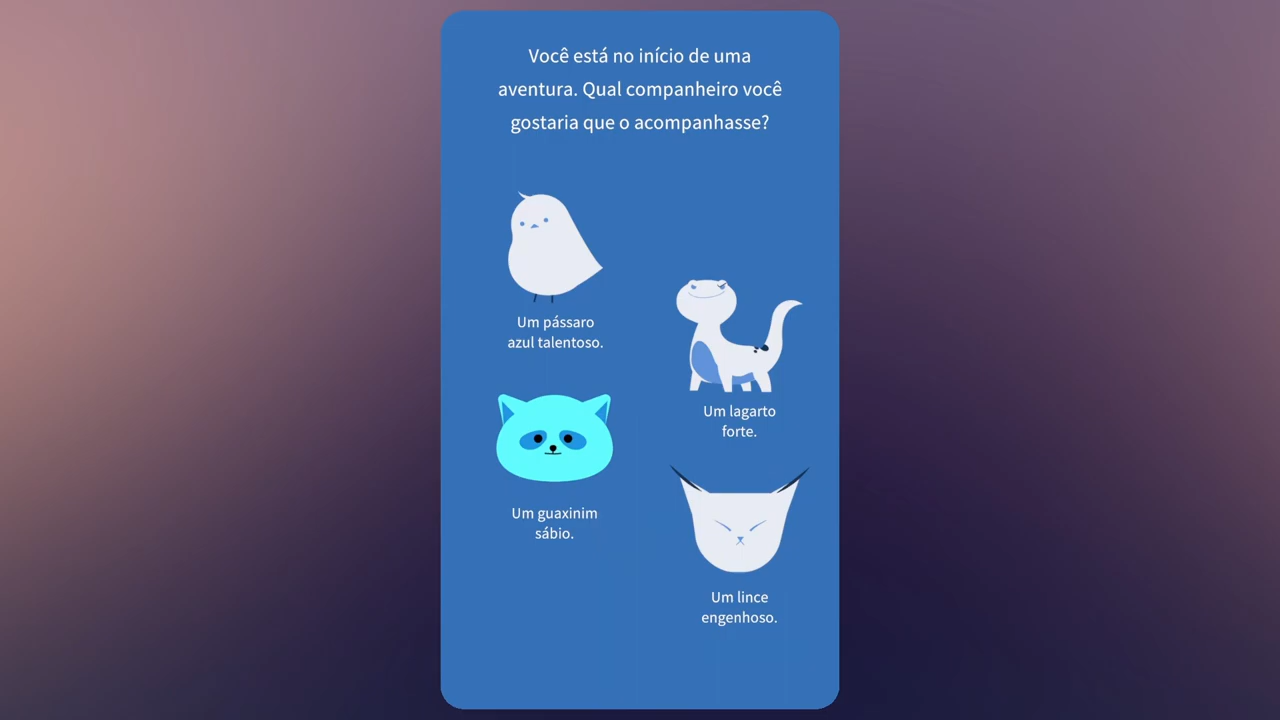 Você está no início de uma
aventura. Qual companheiro você
gostaria que o acompanhasse?
Um pássaro
azul talentoso.
Um lagarto
forte.
Um guaxinim
sábio.
Um lince
engenhoso.